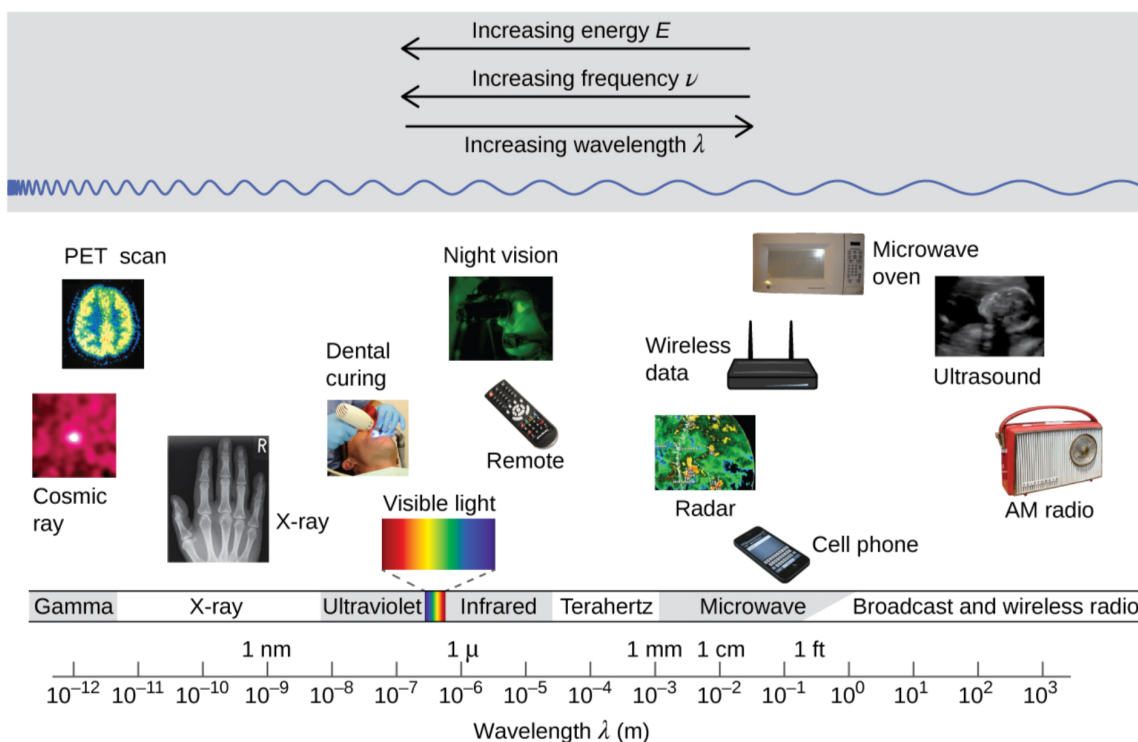 Increasing energy E
Increasing frequency ν
Increasing wavelength λ
PET scan
Night vision
Microwave
oven
Dental
curing
Wireless
data
Ultrasound
Cosmic
ray
R
X-ray
Remote
Visible light
Radar
AM radio
Cell phone
Gamma
X-ray
Ultraviolet
Infrared
Terahertz
Microwave
Broadcast and wireless radio
1 nm
1 µ
1 mm
1 cm
1 ft
10⁻¹² 10⁻¹¹ 10⁻¹⁰ 10⁻⁹ 10⁻⁸ 10⁻⁷ 10⁻⁶ 10⁻⁵ 10⁻⁴ 10⁻³ 10⁻² 10⁻¹ 10⁰ 10¹ 10² 10³
Wavelength λ (m)